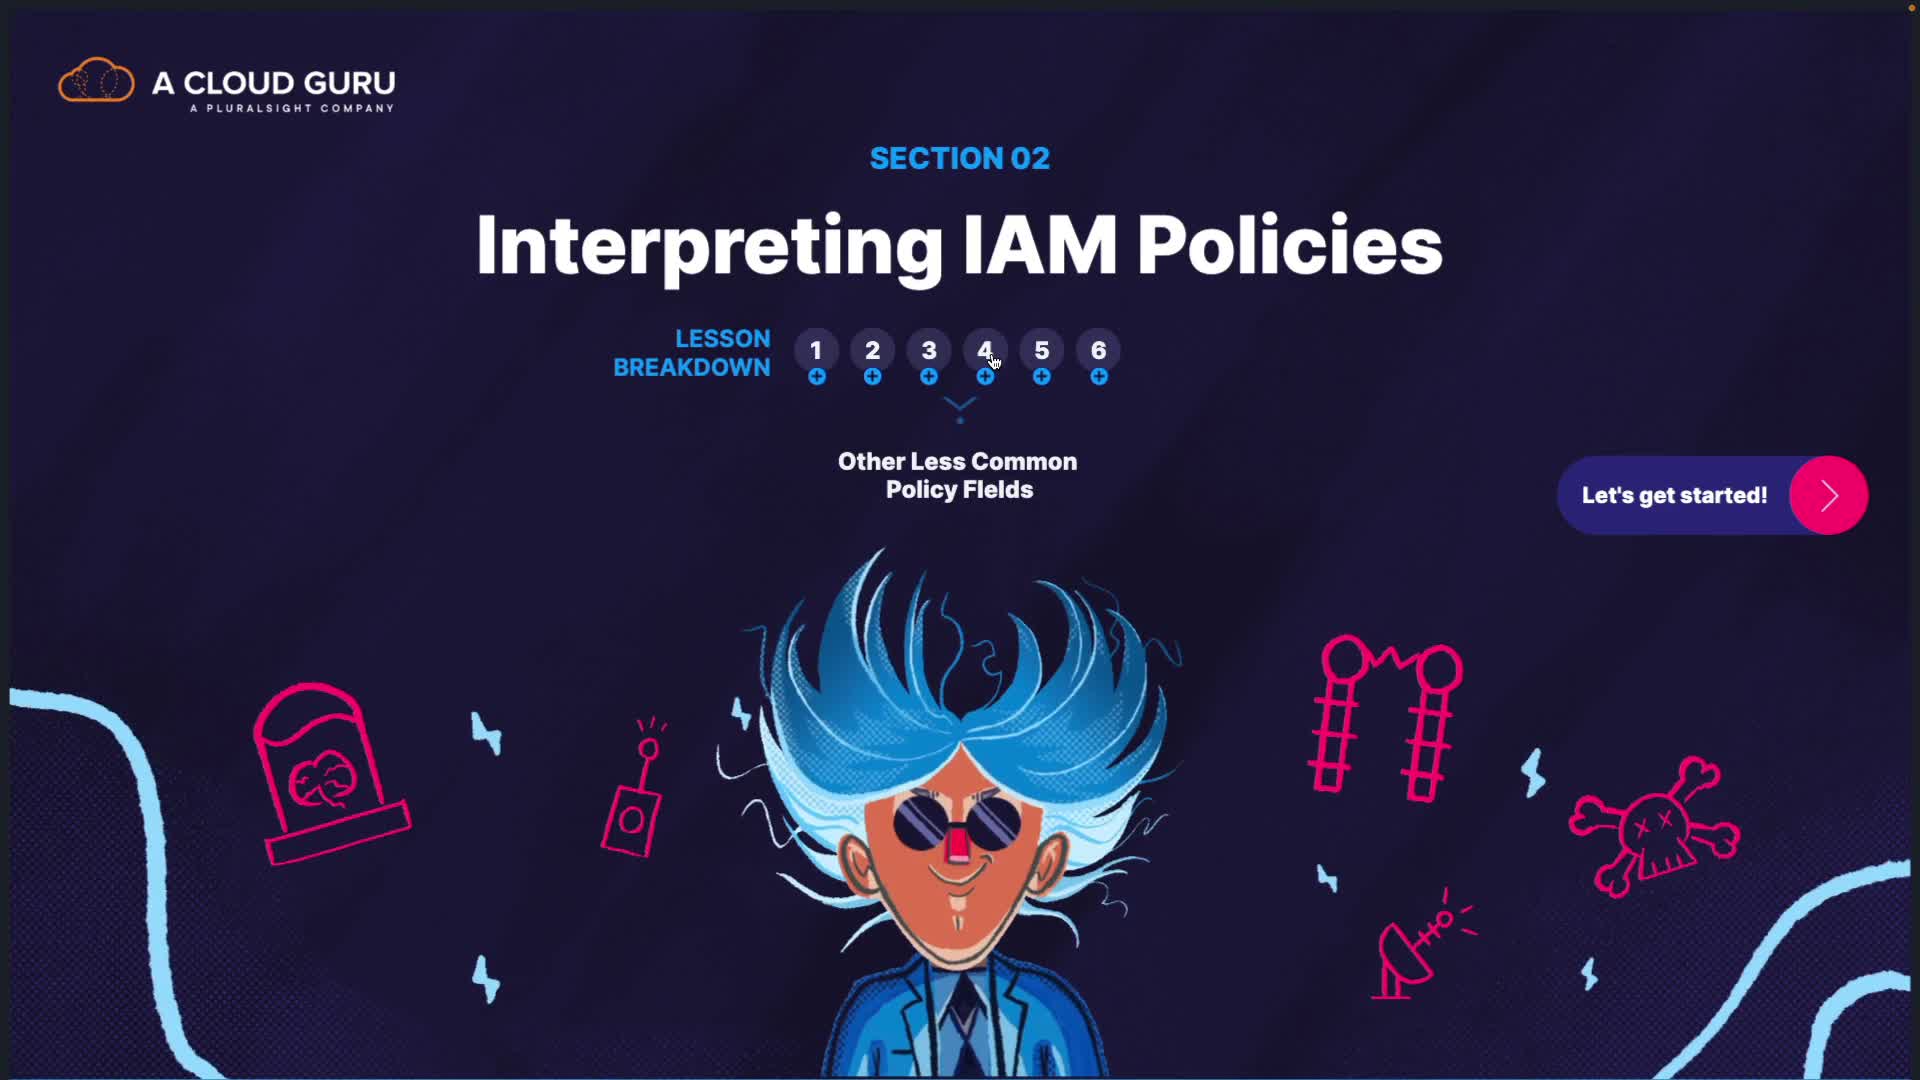 A CLOUD GURU
A PLURALSIGHT COMPANY
SECTION 02
Interpreting IAM Policies
LESSON
BREAKDOWN
1 2 3 4 5 6
Other Less Common
Policy FIelds
Let's get started!